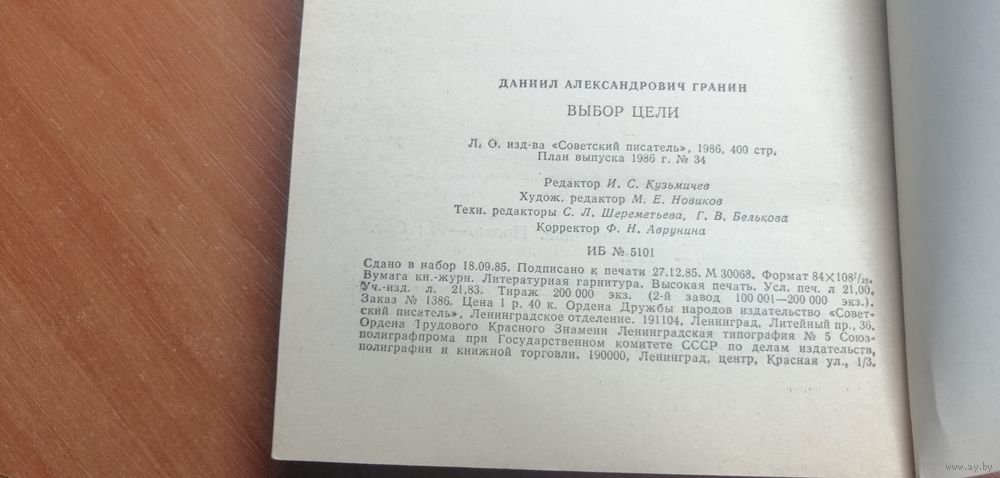 ДАНИИЛ АЛЕКСАНДРОВИЧ ГРАНИН
ВЫБОР ЦЕЛИ
Л. О. изд-ва «Советский писатель», 1986, 400 стр.
План выпуска 1986 г. № 34
Редактор И. С. Кузьмичев
Худож. редактор М. Е. Новиков
Техн. редакторы С. Л. Шереметьева, Г. В. Белькова
Корректор Ф. Н. Аврунина
ИБ № 5101
Сдано в набор 18.09.85. Подписано к печати 27.12.85. М 30068. Формат 84×108¹/₃₂.
Бумага кн.-журн. Литературная гарнитура. Высокая печать. Усл. печ. л 21,00.
Уч.-изд. л. 21,83. Тираж 200 000 экз. (2-й завод 100 001—200 000 экз.).
Заказ № 1386. Цена 1 р. 40 к. Ордена Дружбы народов издательство «Совет-
ский писатель», Ленинградское отделение. 191104, Ленинград, Литейный пр., 36.
Ордена Трудового Красного Знамени Ленинградская типография № 5 Союз-
полиграфпрома при Государственном комитете СССР по делам издательств,
полиграфии и книжной торговли. 190000, Ленинград, центр, Красная ул., 1/3.
www.ay.by